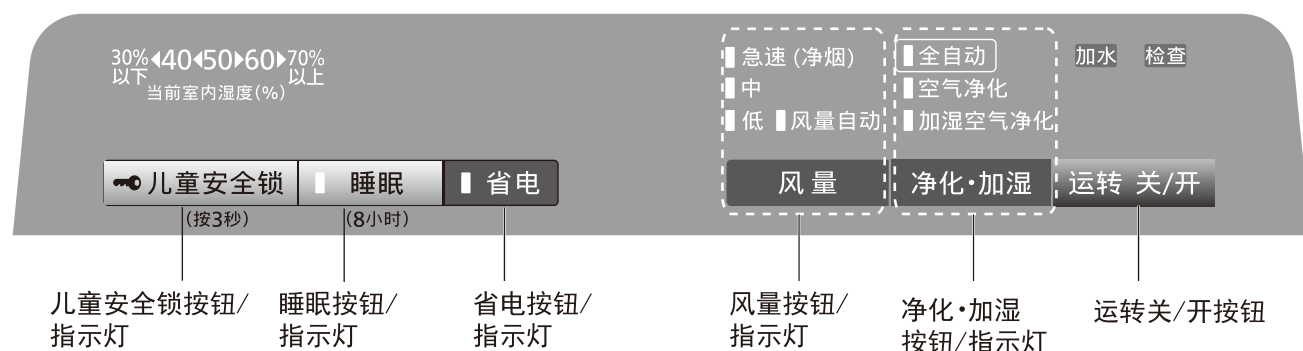 30%◀40◀50▶60▶70%
以下 以上
当前室内湿度(%)
急速 (净烟)
中
低 风量自动
全自动
空气净化
加湿空气净化
加水 检查
儿童安全锁 睡眠 省电
(按3秒) (8小时)
风量 净化·加湿 运转 关/开
儿童安全锁按钮/
指示灯
睡眠按钮/
指示灯
省电按钮/
指示灯
风量按钮/
指示灯
净化·加湿
按钮/指示灯
运转关/开按钮